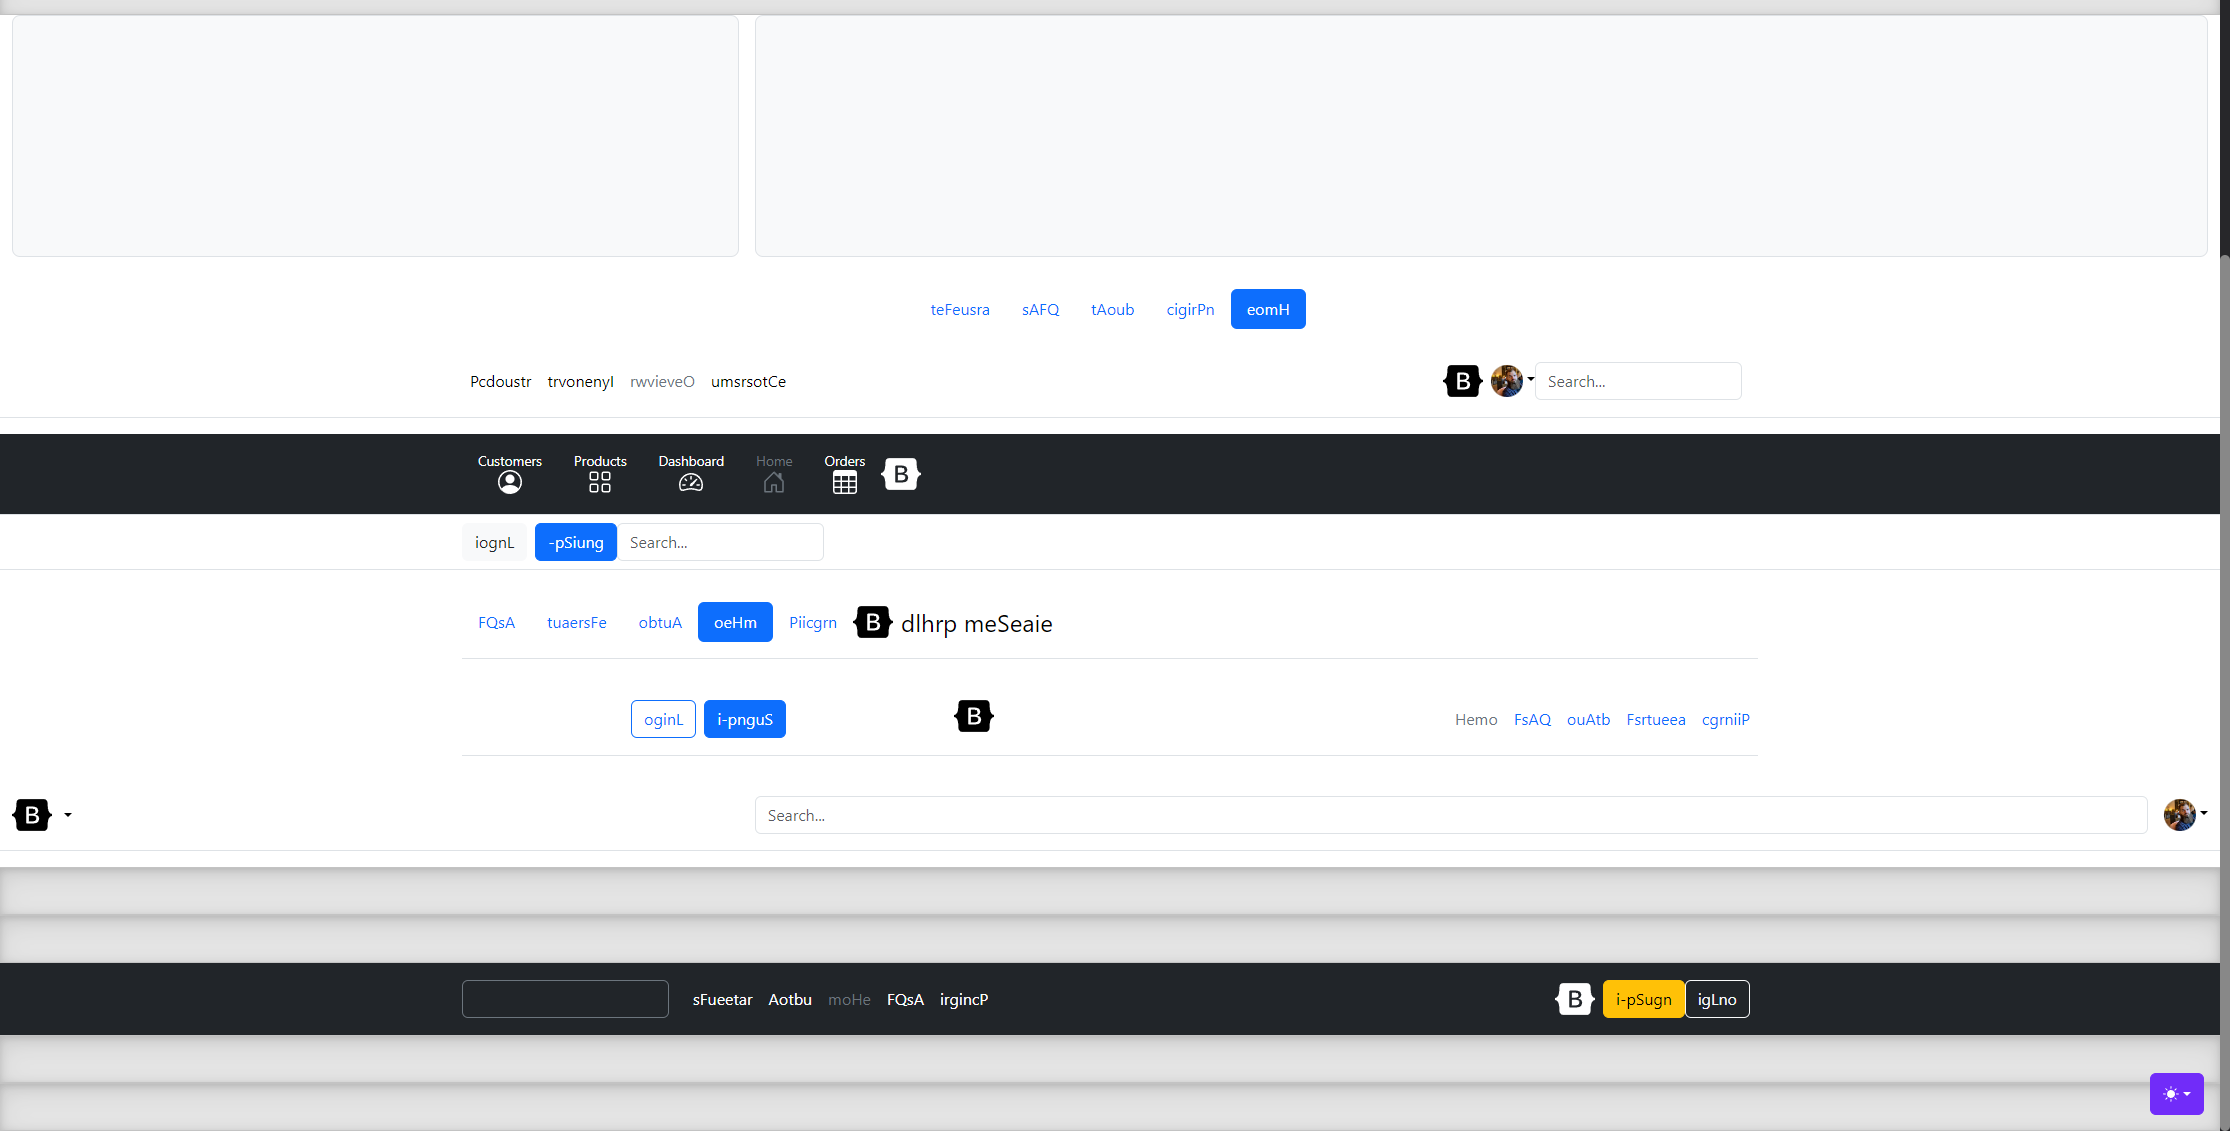 teFeusra sAFQ tAoub cigirPn eomH
Pcdoustr trvonenyI rwvieveO umsrsotCe B Search...
Customers Products Dashboard Home Orders B
iognL -pSiung Search...
FQsA tuaersFe obtuA oeHm Piicgrn B dlhrp meSeaie
oginL i-pnguS B Hemo FsAQ ouAtb Fsrtueea cgrniiP
B Search...
sFueetar Aotbu moHe FQsA irgincP B i-pSugn igLno